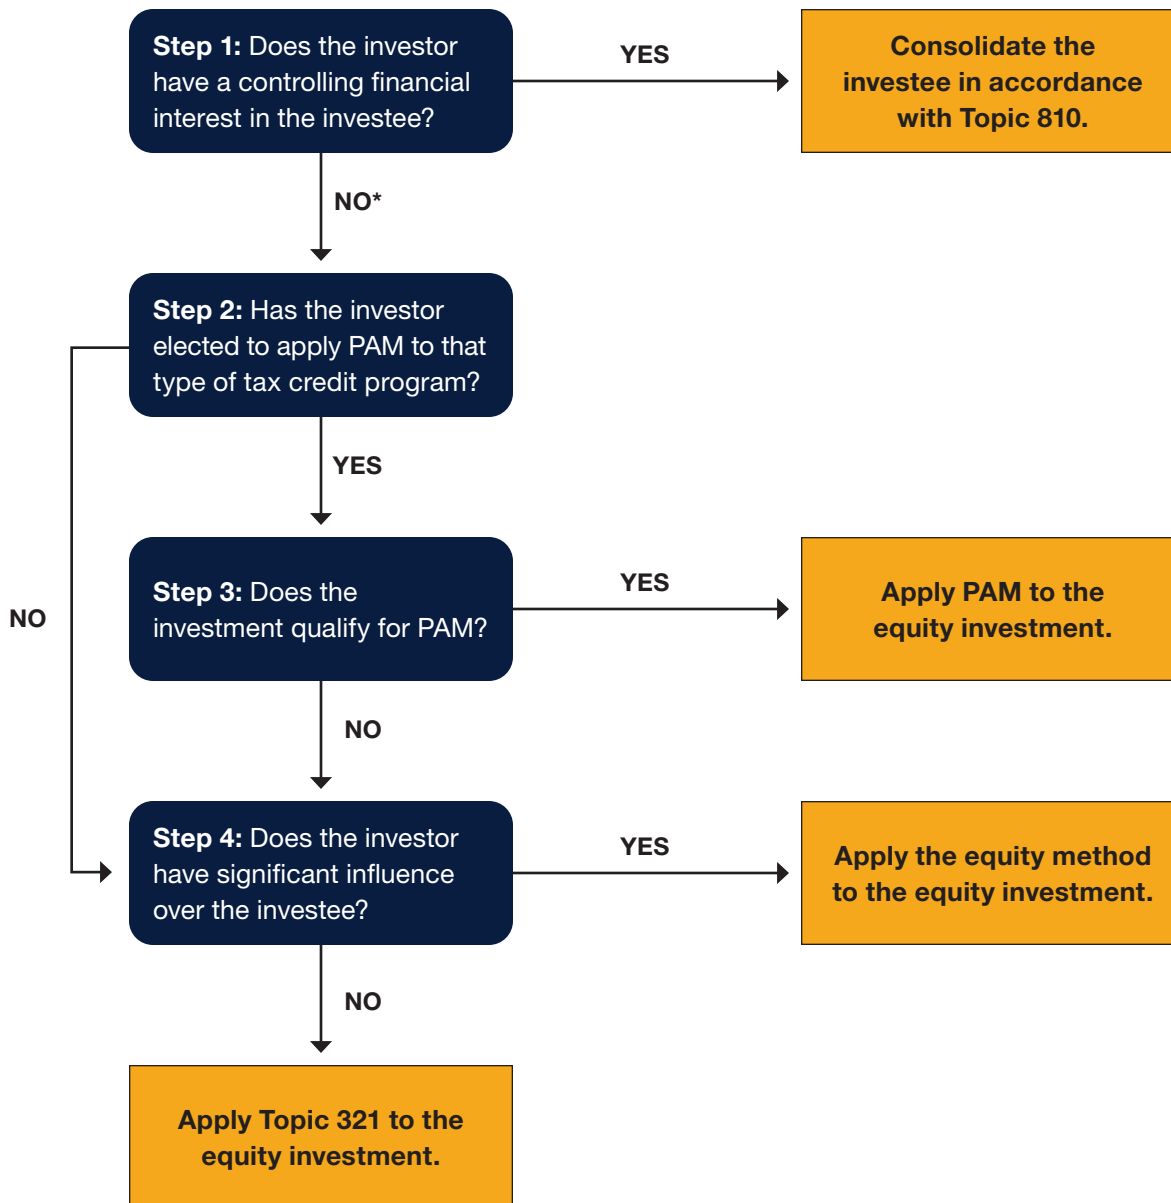 Step 1: Does the investor
have a controlling financial
interest in the investee?
YES
Consolidate the
investee in accordance
with Topic 810.
NO*
Step 2: Has the investor
elected to apply PAM to that
type of tax credit program?
YES
NO
Step 3: Does the
investment qualify for PAM?
YES
Apply PAM to the
equity investment.
NO
Step 4: Does the investor
have significant influence
over the investee?
YES
Apply the equity method
to the equity investment.
NO
Apply Topic 321 to the
equity investment.